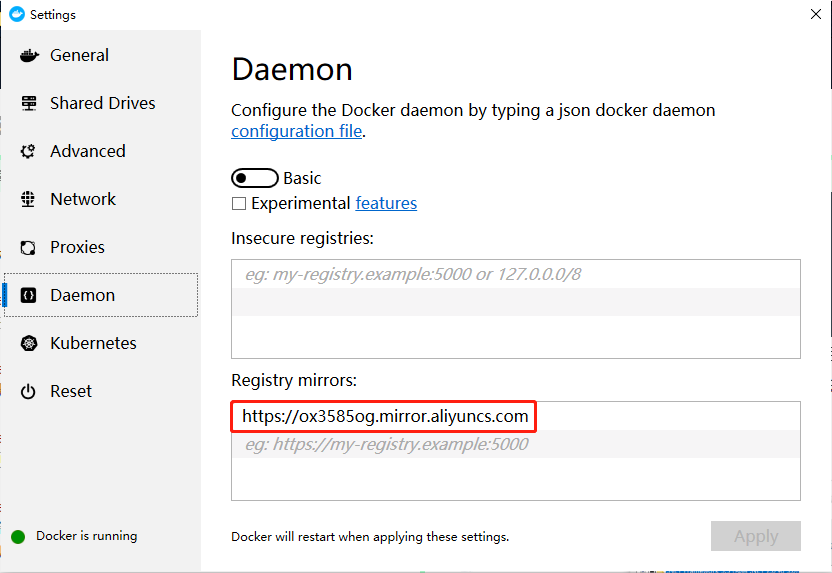 Settings
General
Shared Drives
Advanced
Network
Proxies
Daemon
Kubernetes
Reset
Docker is running
Daemon
Configure the Docker daemon by typing a json docker daemon
configuration file.
Basic
Experimental features
Insecure registries:
eg: my-registry.example:5000 or 127.0.0.0/8
Registry mirrors:
https://ox3585og.mirror.aliyuncs.com
eg: https://my-registry.example:5000
Docker will restart when applying these settings.
Apply